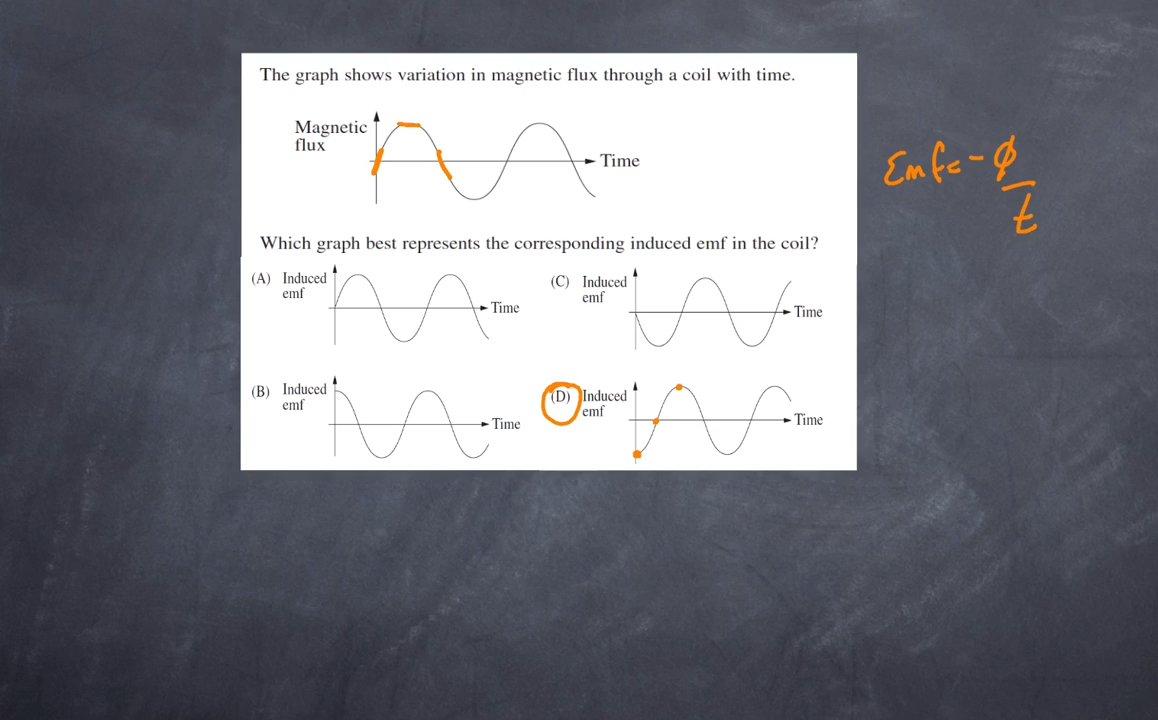 The graph shows variation in magnetic flux through a coil with time.
Magnetic
flux
Time
Emf= - ϕ
t
Which graph best represents the corresponding induced emf in the coil?
(A) Induced
emf
Time
(C) Induced
emf
Time
(B) Induced
emf
Time
(D) Induced
emf
Time